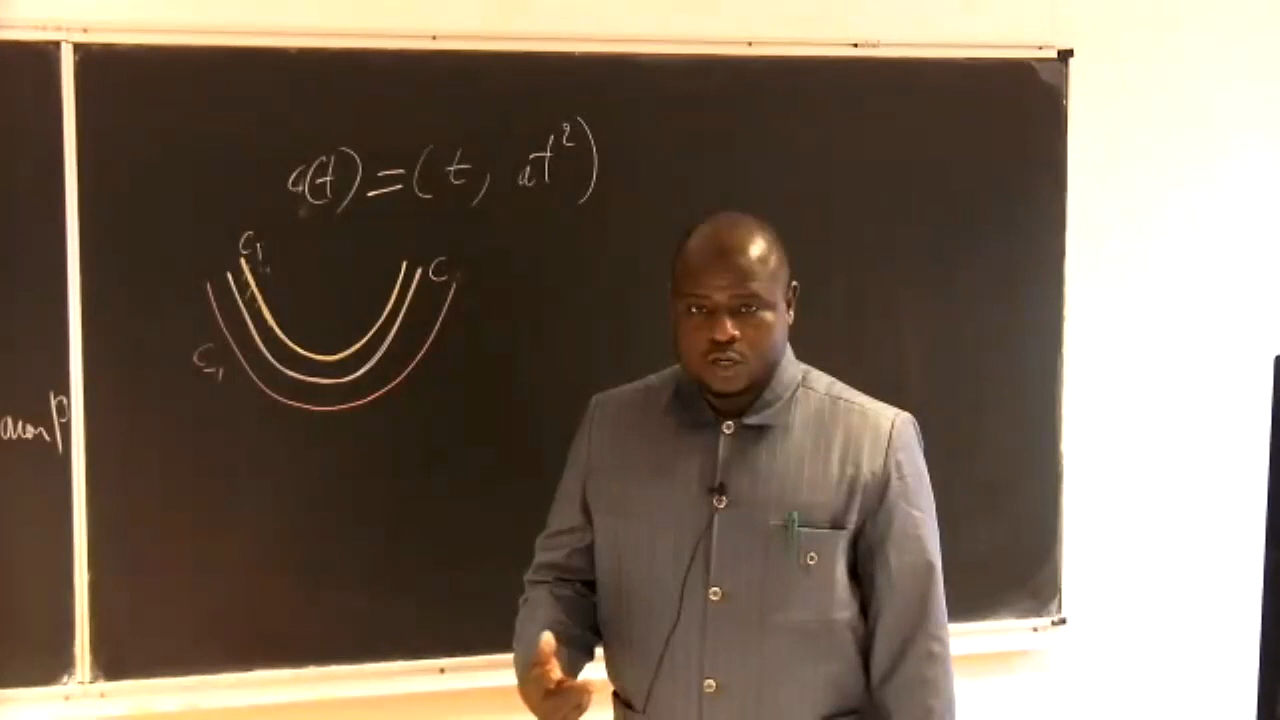 c(t) = (t, at²)
C₁
C
C₁